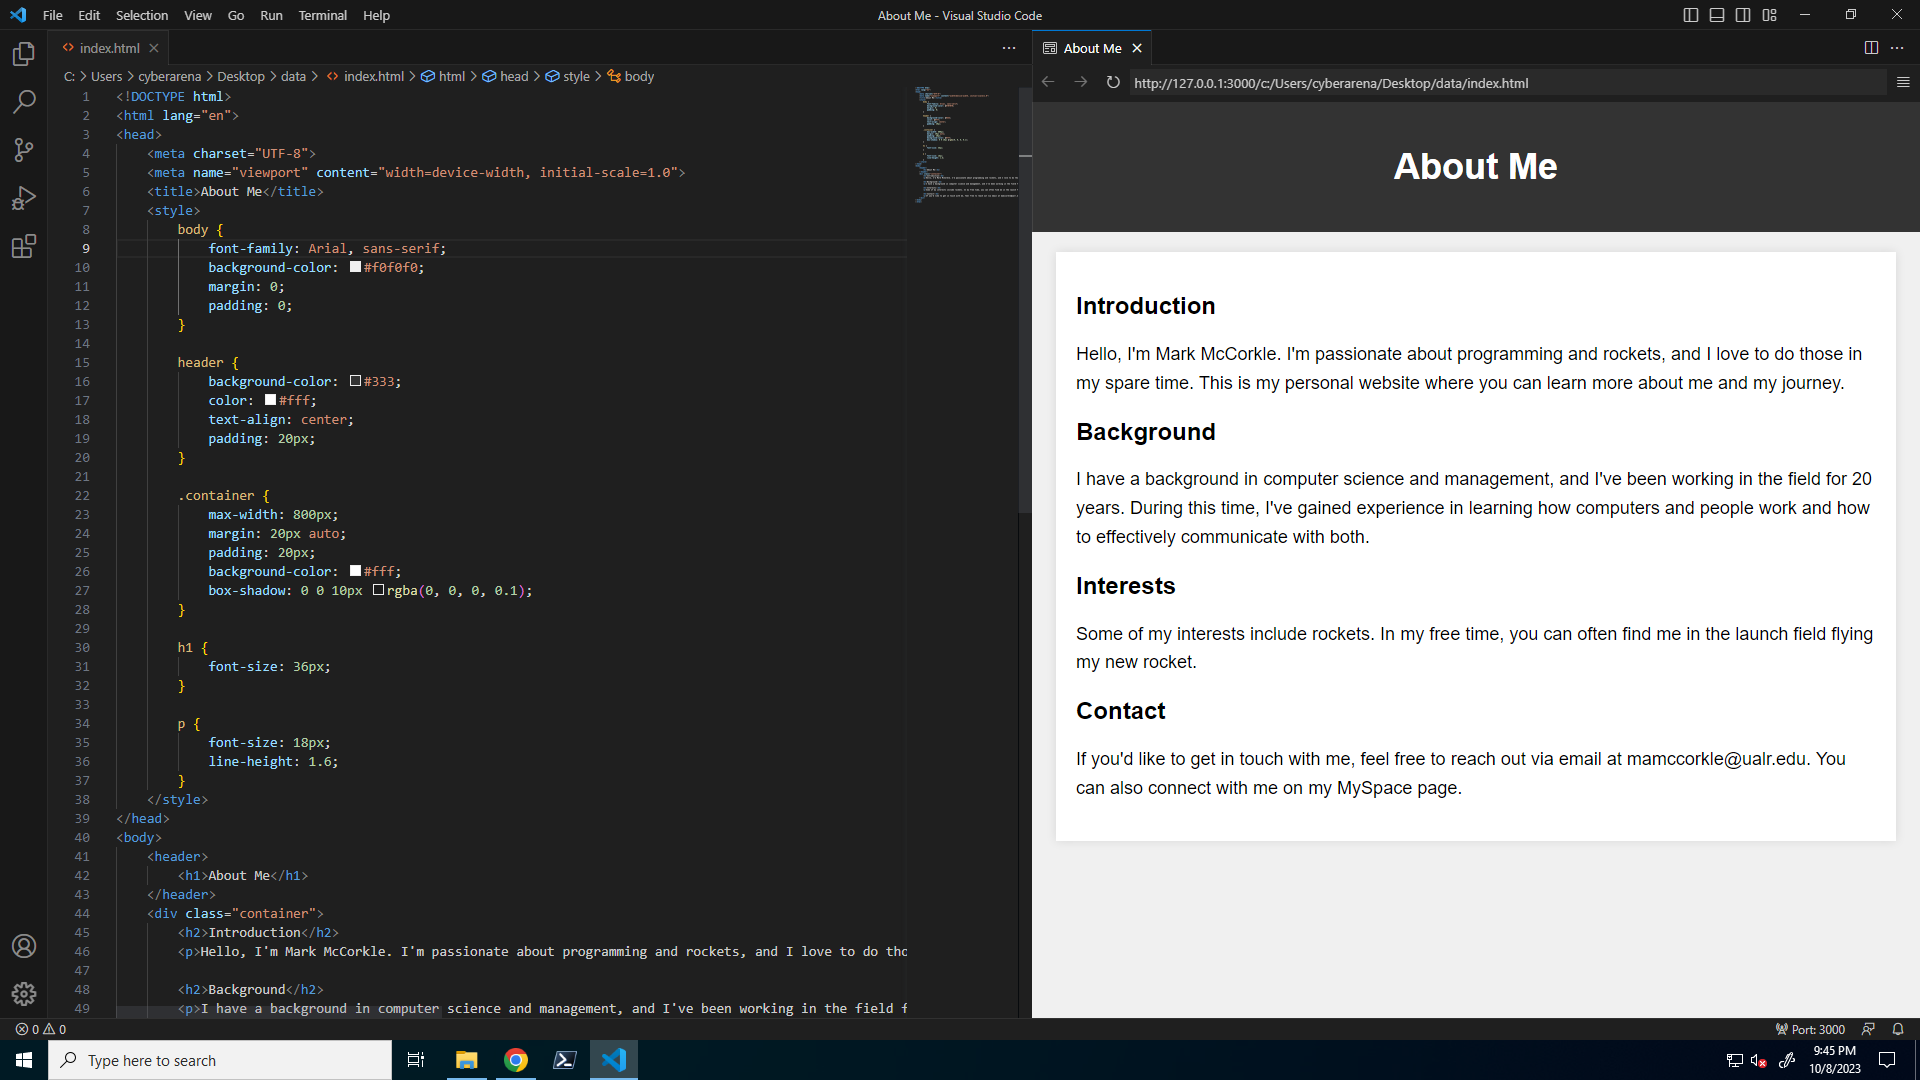 File Edit Selection View Go Run Terminal Help
About Me - Visual Studio Code
index.html
C: > Users > cyberarena > Desktop > data > index.html > html > head > style > body
1 <!DOCTYPE html>
2 <html lang="en">
3 <head>
4 <meta charset="UTF-8">
5 <meta name="viewport" content="width=device-width, initial-scale=1.0">
6 <title>About Me</title>
7 <style>
8 body {
9 font-family: Arial, sans-serif;
10 background-color: #f0f0f0;
11 margin: 0;
12 padding: 0;
13 }
14
15 header {
16 background-color: #333;
17 color: #fff;
18 text-align: center;
19 padding: 20px;
20 }
21
22 .container {
23 max-width: 800px;
24 margin: 20px auto;
25 padding: 20px;
26 background-color: #fff;
27 box-shadow: 0 0 10px rgba(0, 0, 0, 0.1);
28 }
29
30 h1 {
31 font-size: 36px;
32 }
33
34 p {
35 font-size: 18px;
36 line-height: 1.6;
37 }
38 </style>
39 </head>
40 <body>
41 <header>
42 <h1>About Me</h1>
43 </header>
44 <div class="container">
45 <h2>Introduction</h2>
46 <p>Hello, I'm Mark McCorkle. I'm passionate about programming and rockets, and I love to do tho
47
48 <h2>Background</h2>
49 <p>I have a background in computer science and management, and I've been working in the field f
About Me
http://127.0.0.1:3000/c:/Users/cyberarena/Desktop/data/index.html
About Me
Introduction
Hello, I'm Mark McCorkle. I'm passionate about programming and rockets, and I love to do those in
my spare time. This is my personal website where you can learn more about me and my journey.
Background
I have a background in computer science and management, and I've been working in the field for 20
years. During this time, I've gained experience in learning how computers and people work and how
to effectively communicate with both.
Interests
Some of my interests include rockets. In my free time, you can often find me in the launch field flying
my new rocket.
Contact
If you'd like to get in touch with me, feel free to reach out via email at mamccorkle@ualr.edu. You
can also connect with me on my MySpace page.
0 0
Port: 3000
Type here to search
9:45 PM
10/8/2023